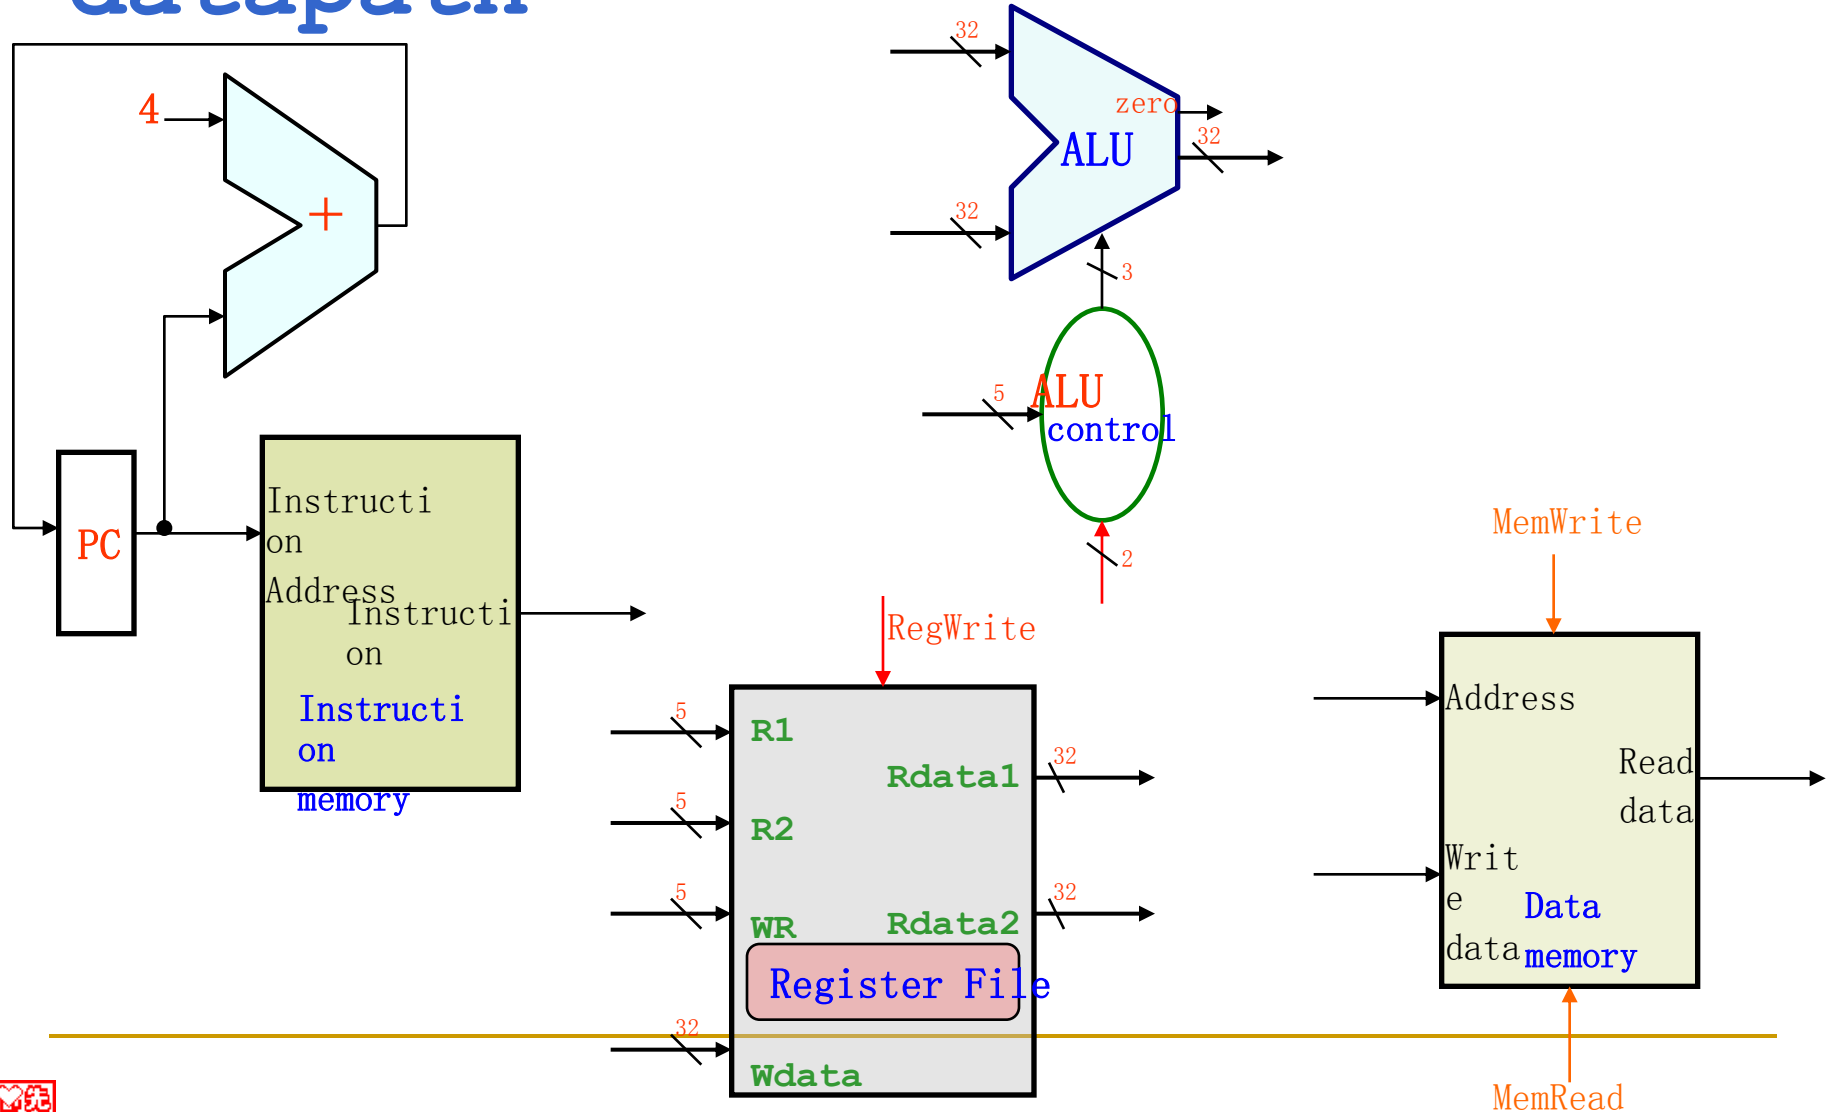 datapath
32
4
zero
ALU
32
+
32
3
ALU
control
5
Instructi
on
Address
PC
Instructi
on
Instructi
on
memory
2
MemWrite
RegWrite
5
R1
Rdata1
32
5
R2
5
WR
Rdata2
32
Register File
32
Wdata
Address
Read
data
Writ
e
data
Data
memory
MemRead